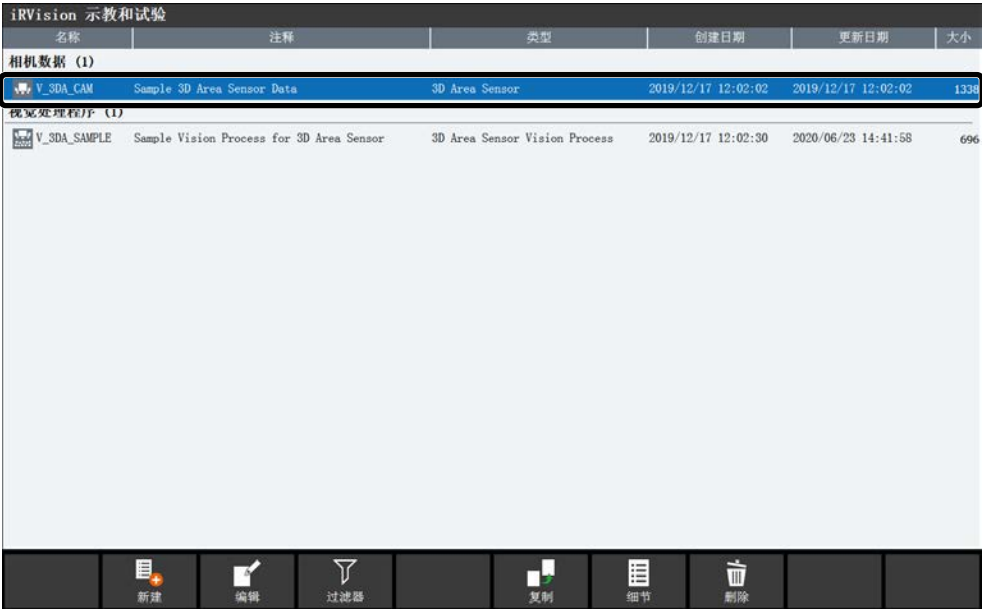 iRVision 示教和试验
名称 注释 类型 创建日期 更新日期 大小
相机数据 (1)
V_3DA_CAM Sample 3D Area Sensor Data 3D Area Sensor 2019/12/17 12:02:02 2019/12/17 12:02:02 1338
视觉处理程序 (1)
V_3DA_SAMPLE Sample Vision Process for 3D Area Sensor 3D Area Sensor Vision Process 2019/12/17 12:02:30 2020/06/23 14:41:58 696
新建 编辑 过滤器 复制 细节 删除